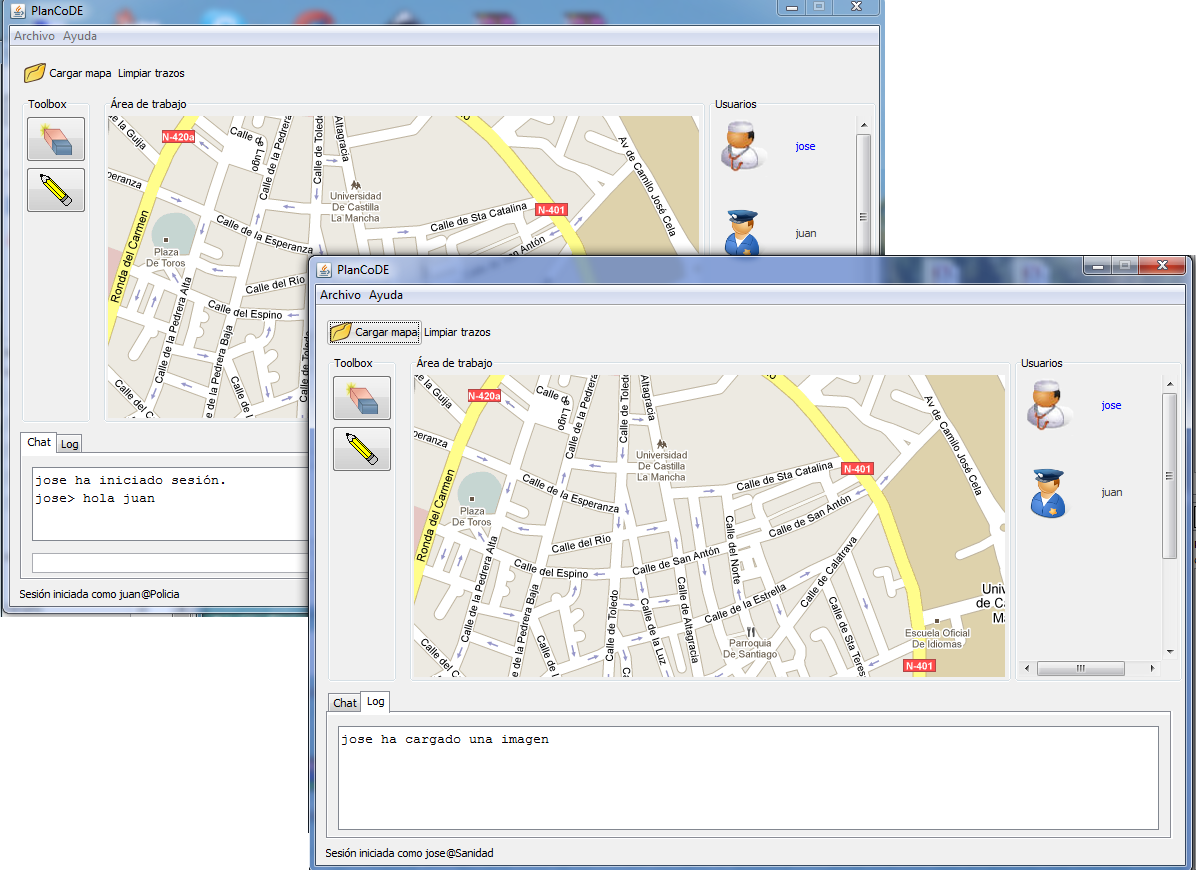 PlanCoDE
Archivo Ayuda
Cargar mapa Limpiar trazos
Toolbox
Área de trabajo
Usuarios
de la Guija
N-420a
Calle de Lugo
Calle de la Pedrera
Calle de Toledo
Altagracia
Av de Camilo José Cela
peranza
Universidad
De Castilla
La Mancha
Calle de Sta Catalina
N-401
Ronda del Carmen
Plaza
De Toros
Calle de la Esperanza
San Antón
Calle del Río
Calle del Espino
Calle de la Pedrera Alta
Calle de la Pedrera Baja
Calle del C
jose
juan
Chat
Log
jose ha iniciado sesión.
jose> hola juan
Sesión iniciada como juan@Policia
PlanCoDE
Archivo Ayuda
Cargar mapa Limpiar trazos
Toolbox
Área de trabajo
Usuarios
de la Guija
N-420a
Calle de Lugo
Calle de la Pedrera
Calle de Toledo
Altagracia
Av de Camilo José Cela
peranza
Universidad
De Castilla
La Mancha
Calle de Sta Catalina
N-401
Ronda del Carmen
Plaza
De Toros
Calle de la Esperanza
Calle de San Antón
Calle del Río
Calle de San Antón
Calle del Norte
Calle de Calatrava
Calle del Espino
Calle de la Pedrera Alta
Calle de la Pedrera Baja
Calle de Toledo
Calle de la Luz
Calle de Altagracia
Calle de la Estrella
Calle de Sta Teres
Parroquia
De Santiago
Escuela Oficial
De Idiomas
Univ
de Ca
Ma
N-401
Calle del C
jose
juan
Chat
Log
jose ha cargado una imagen
Sesión iniciada como jose@Sanidad